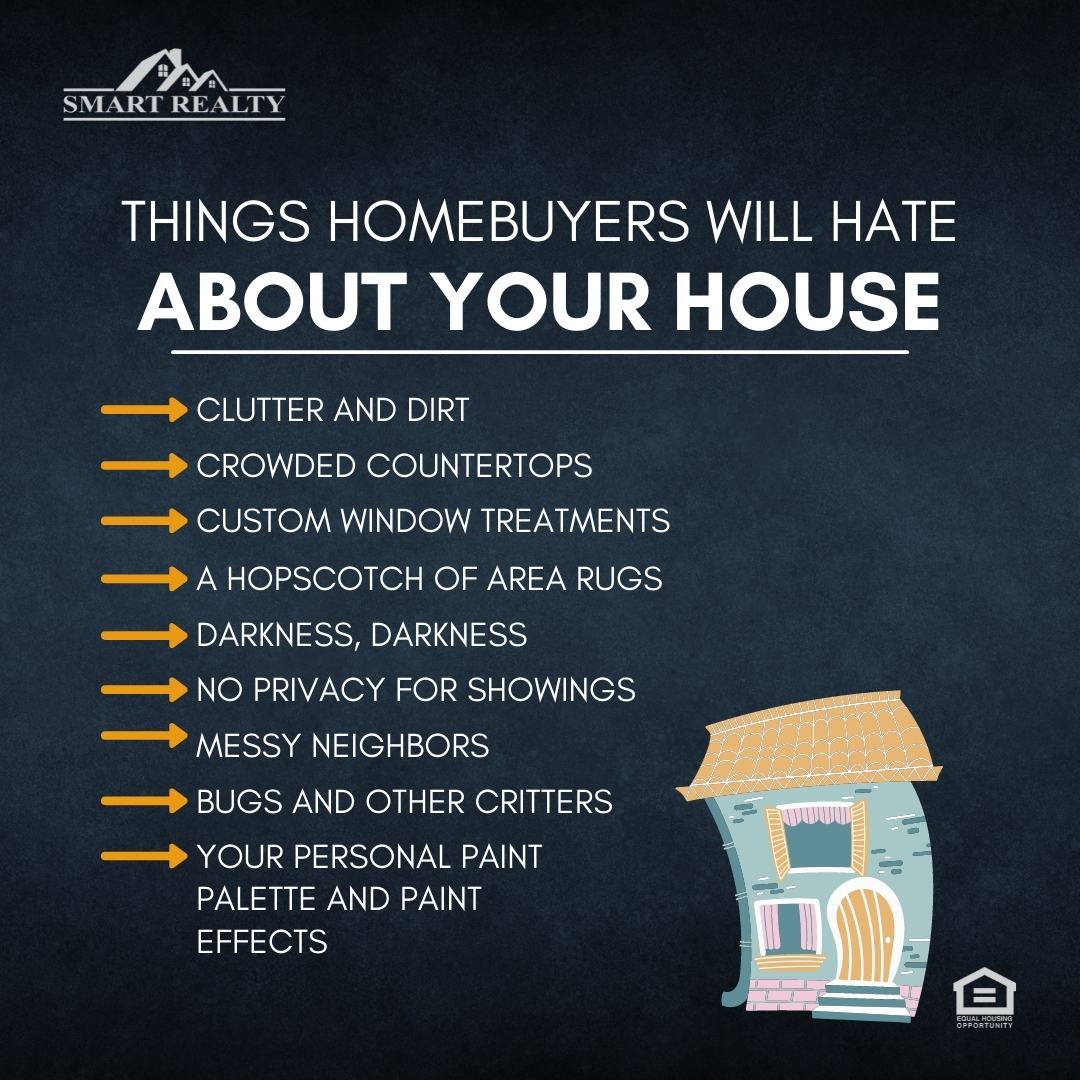 SMART REALTY
THINGS HOMEBUYERS WILL HATE
ABOUT YOUR HOUSE
CLUTTER AND DIRT
CROWDED COUNTERTOPS
CUSTOM WINDOW TREATMENTS
A HOPSCOTCH OF AREA RUGS
DARKNESS, DARKNESS
NO PRIVACY FOR SHOWINGS
MESSY NEIGHBORS
BUGS AND OTHER CRITTERS
YOUR PERSONAL PAINT
PALETTE AND PAINT
EFFECTS
EQUAL HOUSING
OPPORTUNITY